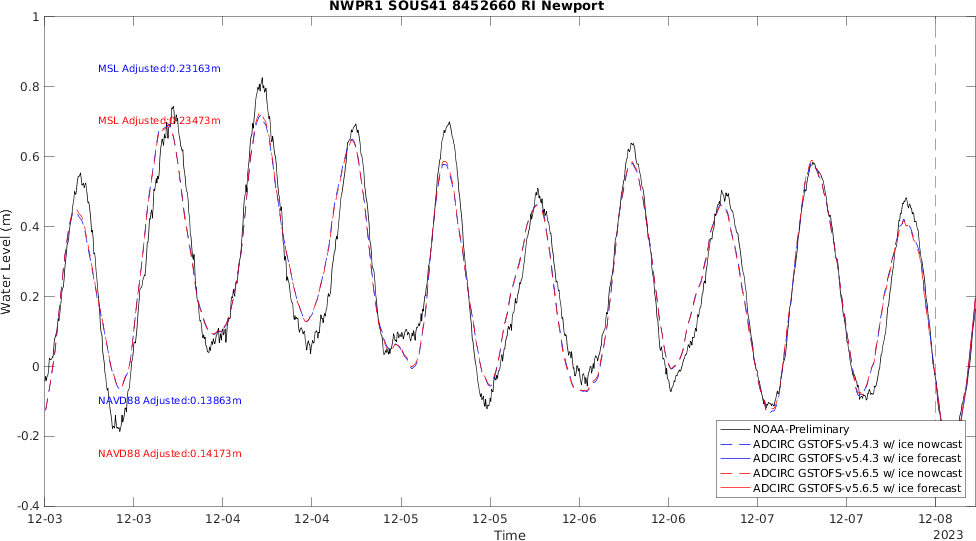 NWPR1 SOUS41 8452660 RI Newport
1
0.8
0.6
0.4
0.2
0
-0.2
-0.4
Water Level (m)
MSL Adjusted:0.23163m
MSL Adjusted:0.23473m
NAVD88 Adjusted:0.13863m
NAVD88 Adjusted:0.14173m
NOAA-Preliminary
ADCIRC GSTOFS-v5.4.3 w/ ice nowcast
ADCIRC GSTOFS-v5.4.3 w/ ice forecast
ADCIRC GSTOFS-v5.6.5 w/ ice nowcast
ADCIRC GSTOFS-v5.6.5 w/ ice forecast
12-03 12-03 12-04 12-04 12-05 12-05 12-06 12-06 12-07 12-07 12-08
Time
2023